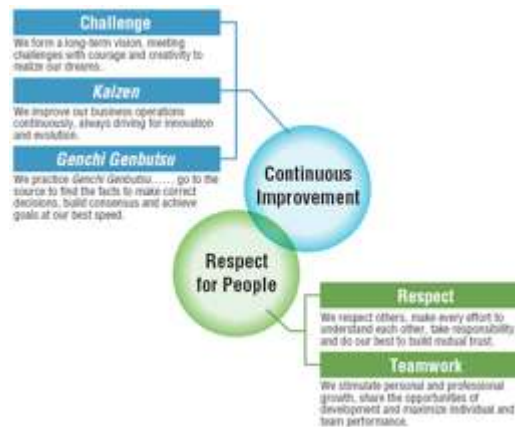 Challenge
We form a long-term vision, meeting
challenges with courage and creativity to
realize our dreams.
Kaizen
We improve our business operations
continuously, always driving for innovation
and evolution.
Genchi Genbutsu
We practice Genchi Genbutsu...... go to the
source to find the facts to make correct
decisions, build consensus and achieve
goals at our best speed.
Continuous
Improvement
Respect
for People
Respect
We respect others, make every effort to
understand each other, take responsibility
and do our best to build mutual trust.
Teamwork
We stimulate personal and professional
growth, share the opportunities of
development and maximize individual and
team performance.